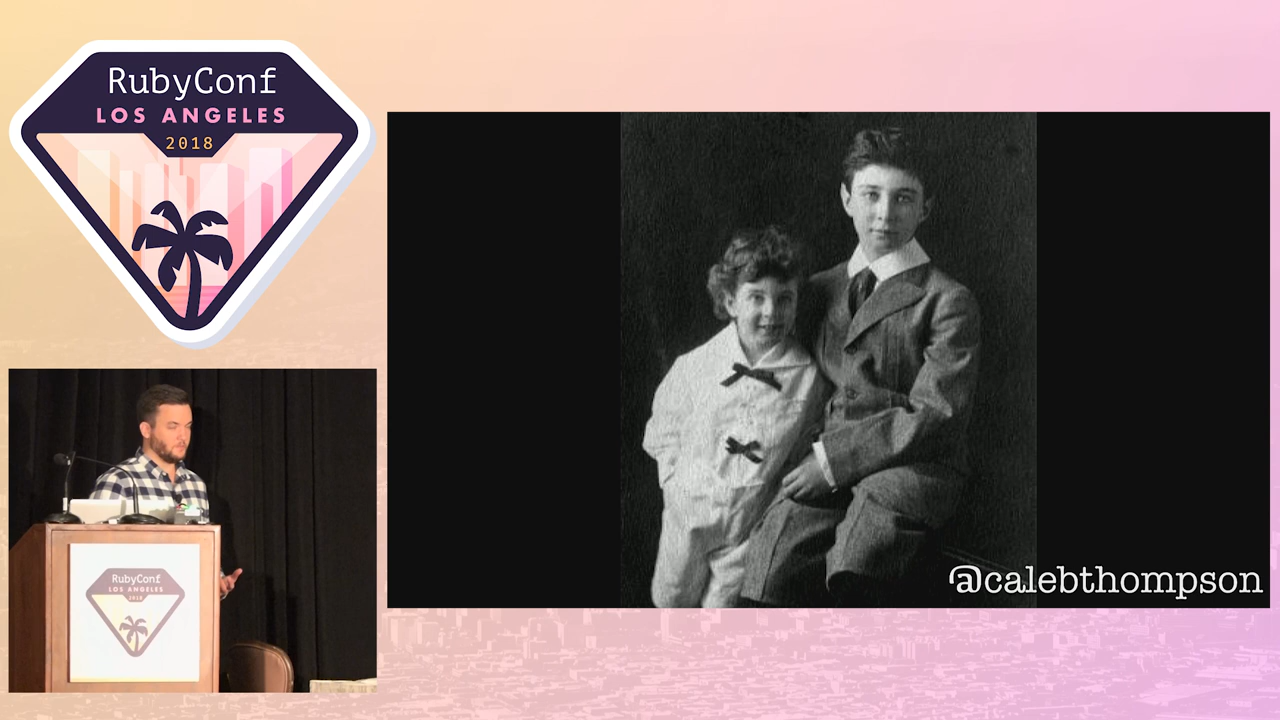 RubyConf
LOS ANGELES
2018
@calebthompson
RubyConf
LOS ANGELES
2018